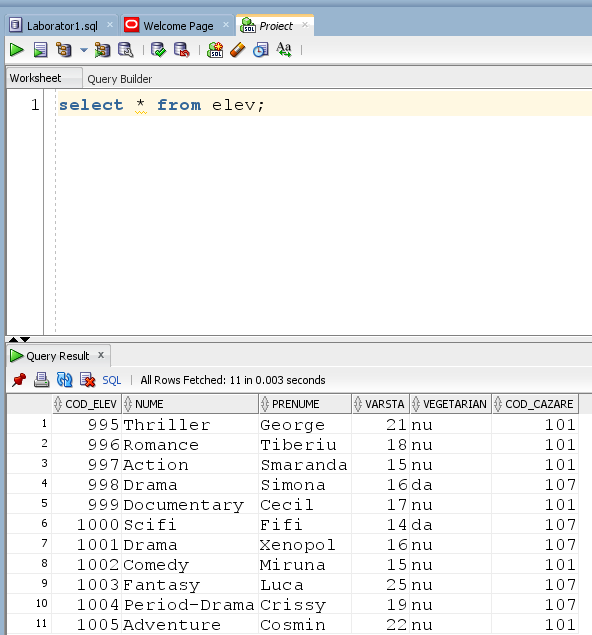 Laborator1.sql × Welcome Page × Proiect ×
Worksheet Query Builder
1 select * from elev;
Query Result x
SQL | All Rows Fetched: 11 in 0.003 seconds
COD_ELEV NUME PRENUME VARSTA VEGETARIAN COD_CAZARE
1 995 Thriller George 21 nu 101
2 996 Romance Tiberiu 18 nu 101
3 997 Action Smaranda 15 nu 101
4 998 Drama Simona 16 da 107
5 999 Documentary Cecil 17 nu 101
6 1000 Scifi Fifi 14 da 107
7 1001 Drama Xenopol 16 nu 107
8 1002 Comedy Miruna 15 nu 101
9 1003 Fantasy Luca 25 nu 107
10 1004 Period-Drama Crissy 19 nu 107
11 1005 Adventure Cosmin 22 nu 101